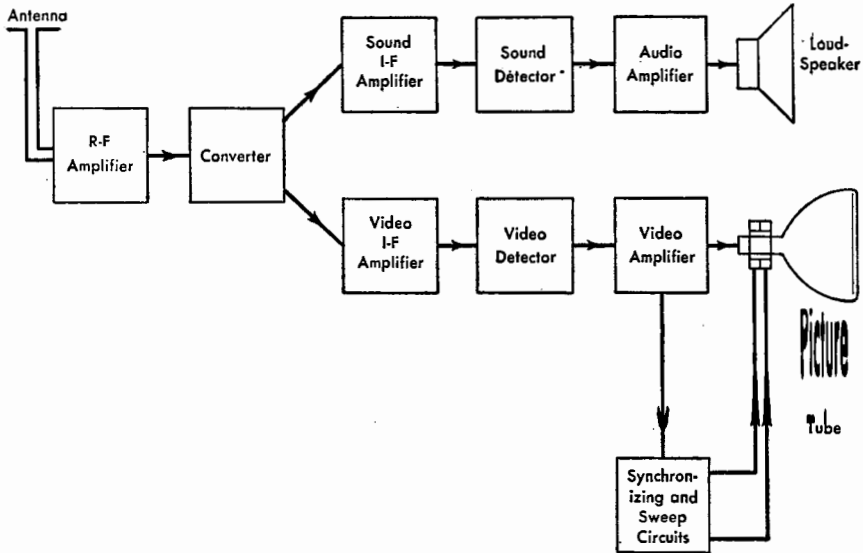 Antenna
R-F
Amplifier
Converter
Sound
I-F
Amplifier
Sound
Détector
Audio
Amplifier
Loud-
Speaker
Video
I-F
Amplifier
Video
Detector
Video
Amplifier
Picture
Tube
Synchron-
izing and
Sweep
Circuits